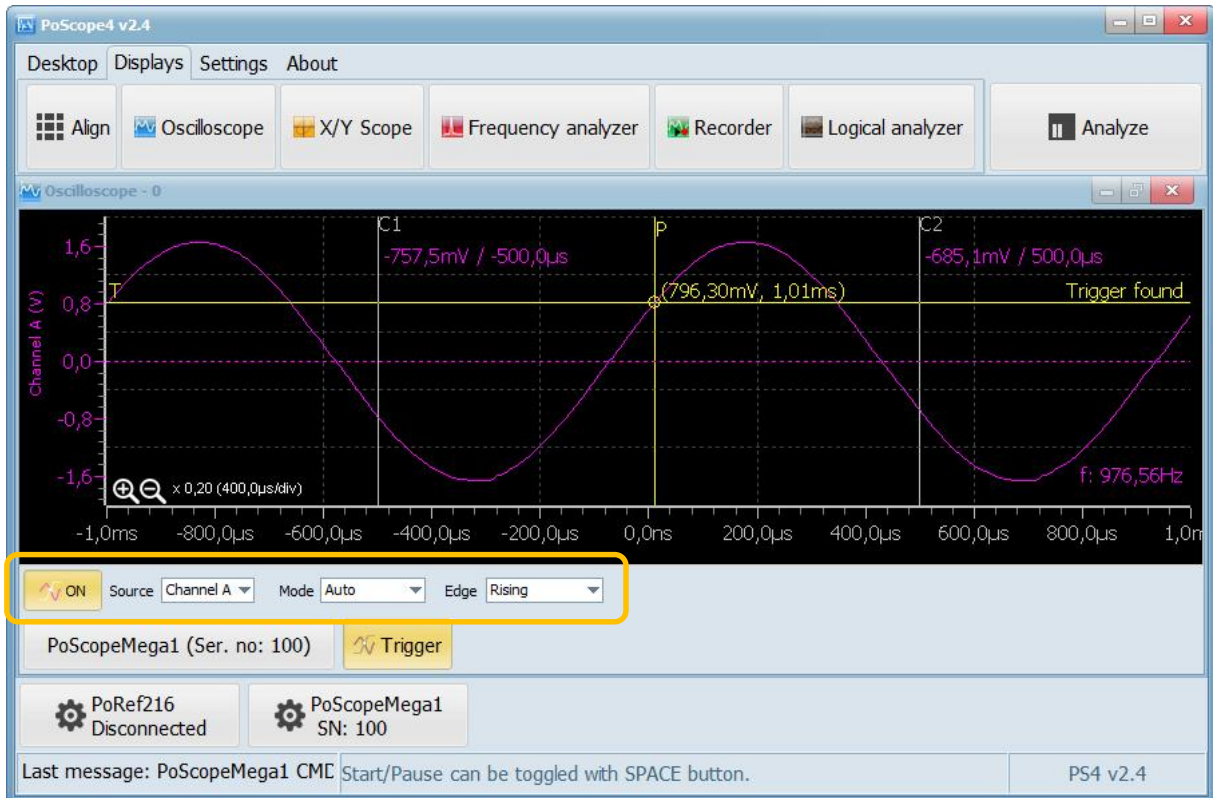 PoScope4 v2.4
Desktop Displays Settings About
Align Oscilloscope X/Y Scope Frequency analyzer Recorder Logical analyzer Analyze
Oscilloscope - 0
C1 P C2
1,6 -757,5mV / -500,0µs -685,1mV / 500,0µs
T (796,30mV, 1,01ms) Trigger found
0,8
Channel A (V)
0,0
-0,8
-1,6 f: 976,56Hz
× 0,20 (400,0µs/div)
-1,0ms -800,0µs -600,0µs -400,0µs -200,0µs 0,0ns 200,0µs 400,0µs 600,0µs 800,0µs 1,0m
ON Source Channel A Mode Auto Edge Rising
PoScopeMega1 (Ser. no: 100) Trigger
PoRef216 PoScopeMega1
Disconnected SN: 100
Last message: PoScopeMega1 CMD Start/Pause can be toggled with SPACE button. PS4 v2.4